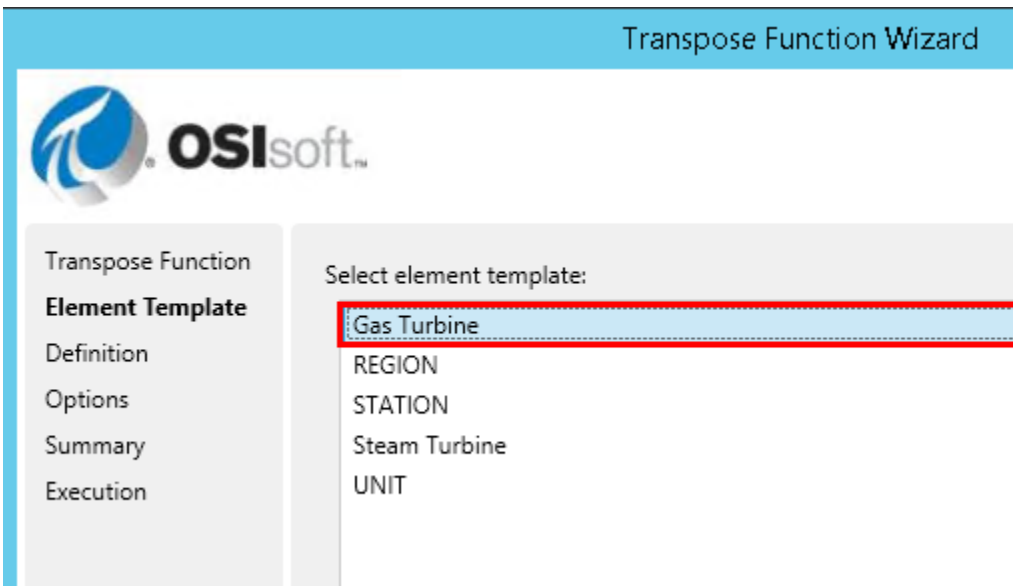 Transpose Function Wizard
OSIsoft.™
Transpose Function
Element Template
Definition
Options
Summary
Execution
Select element template:
Gas Turbine
REGION
STATION
Steam Turbine
UNIT